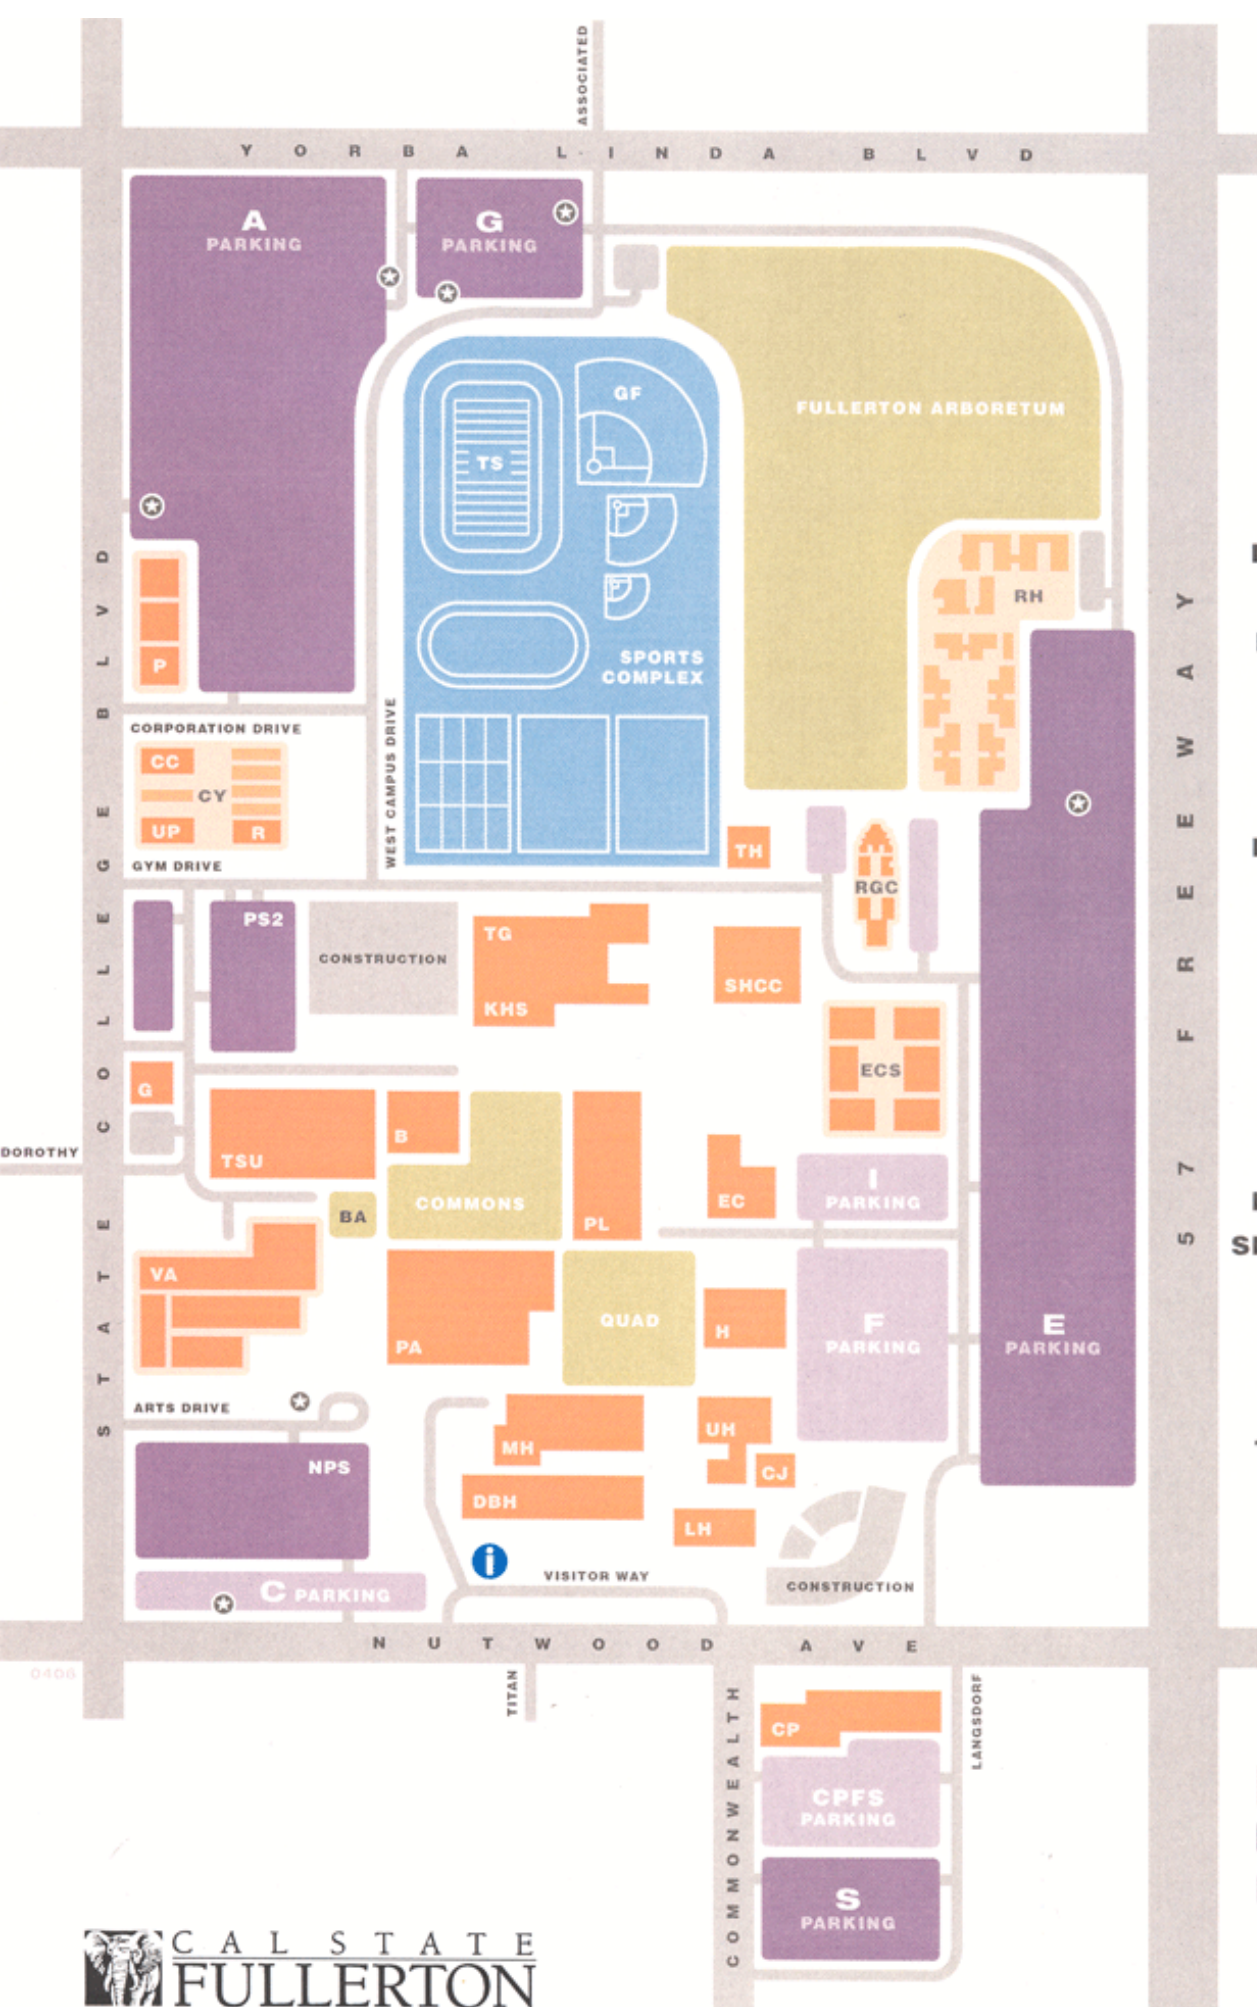 ASSOCIATED
YORBA LINDA BLVD
A
PARKING
G
PARKING
GF
FULLERTON ARBORETUM
TS
RH
P
SPORTS
COMPLEX
STATE COLLEGE BLVD
57 FREEWAY
CORPORATION DRIVE
WEST CAMPUS DRIVE
CC
CY
UP
R
TH
GYM DRIVE
RGC
PS2
TG
CONSTRUCTION
SHCC
KHS
ECS
G
B
DOROTHY
TSU
I
PARKING
COMMONS
EC
BA
PL
VA
QUAD
F
PARKING
E
PARKING
H
PA
ARTS DRIVE
UH
MH
NPS
CJ
DBH
LH
i
VISITOR WAY
CONSTRUCTION
C PARKING
NUTWOOD AVE
0406
TITAN
COMMONWEALTH
LANGSDORF
CP
CPFS
PARKING
S
PARKING
CAL STATE
FULLERTON